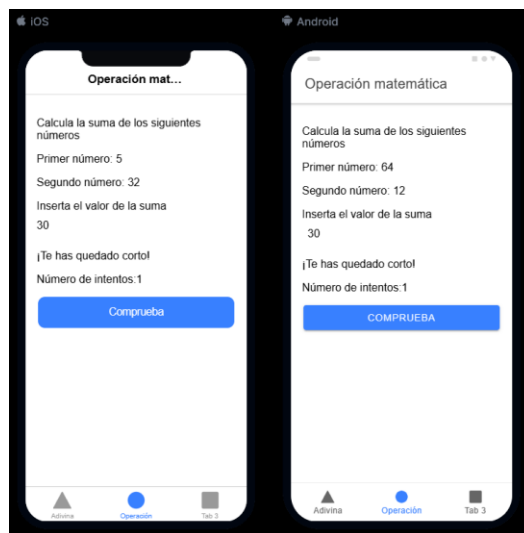 iOS
Operación mat...
Calcula la suma de los siguientes
números
Primer número: 5
Segundo número: 32
Inserta el valor de la suma
30
¡Te has quedado corto!
Número de intentos:1
Comprueba
Adivina
Operación
Tab 3
Android
Operación matemática
Calcula la suma de los siguientes
números
Primer número: 64
Segundo número: 12
Inserta el valor de la suma
30
¡Te has quedado corto!
Número de intentos:1
COMPRUEBA
Adivina
Operación
Tab 3